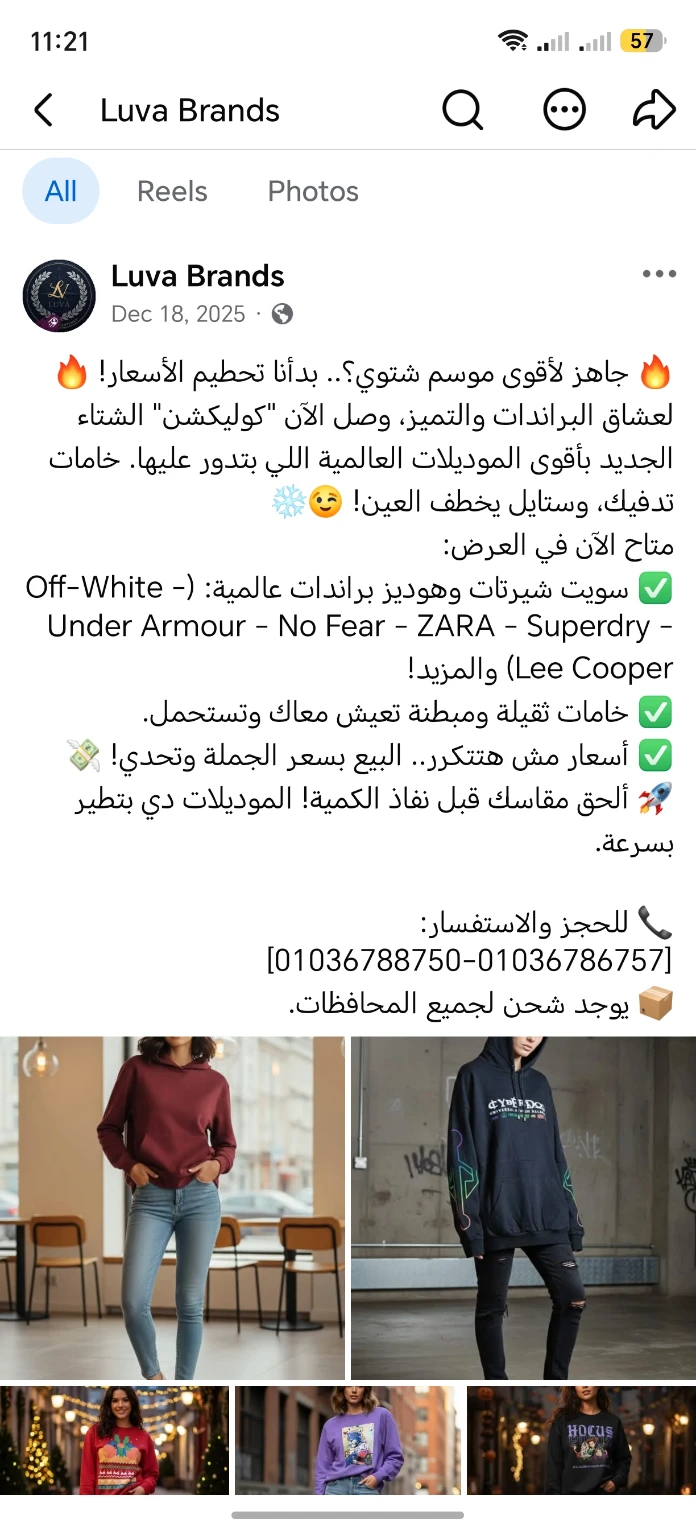 11:21
57
Luva Brands
All Reels Photos
Luva Brands
Dec 18, 2025 ·
🔥 جاهز لأقوى موسم شتوي؟.. بدأنا تحطيم الأسعار! 🔥
لعشاق البراندات والتميز، وصل الآن "كوليكشن" الشتاء
الجديد بأقوى الموديلات العالمية اللي بتدور عليها. خامات
تدفيك، وستايل يخطف العين! 😉❄️
متاح الآن في العرض:
✅ سويت شيرتات وهوديز براندات عالمية: (Off-White -
Under Armour - No Fear - ZARA - Superdry -
Lee Cooper) والمزيد!
✅ خامات ثقيلة ومبطنة تعيش معاك وتستحمل.
✅ أسعار مش هتتكرر.. البيع بسعر الجملة وتحدي! 💸
🚀 ألحق مقاسك قبل نفاذ الكمية! الموديلات دي بتطير
بسرعة.
📞 للحجز والاستفسار:
[01036788750-01036786757]
📦 يوجد شحن لجميع المحافظات.
HOCUS